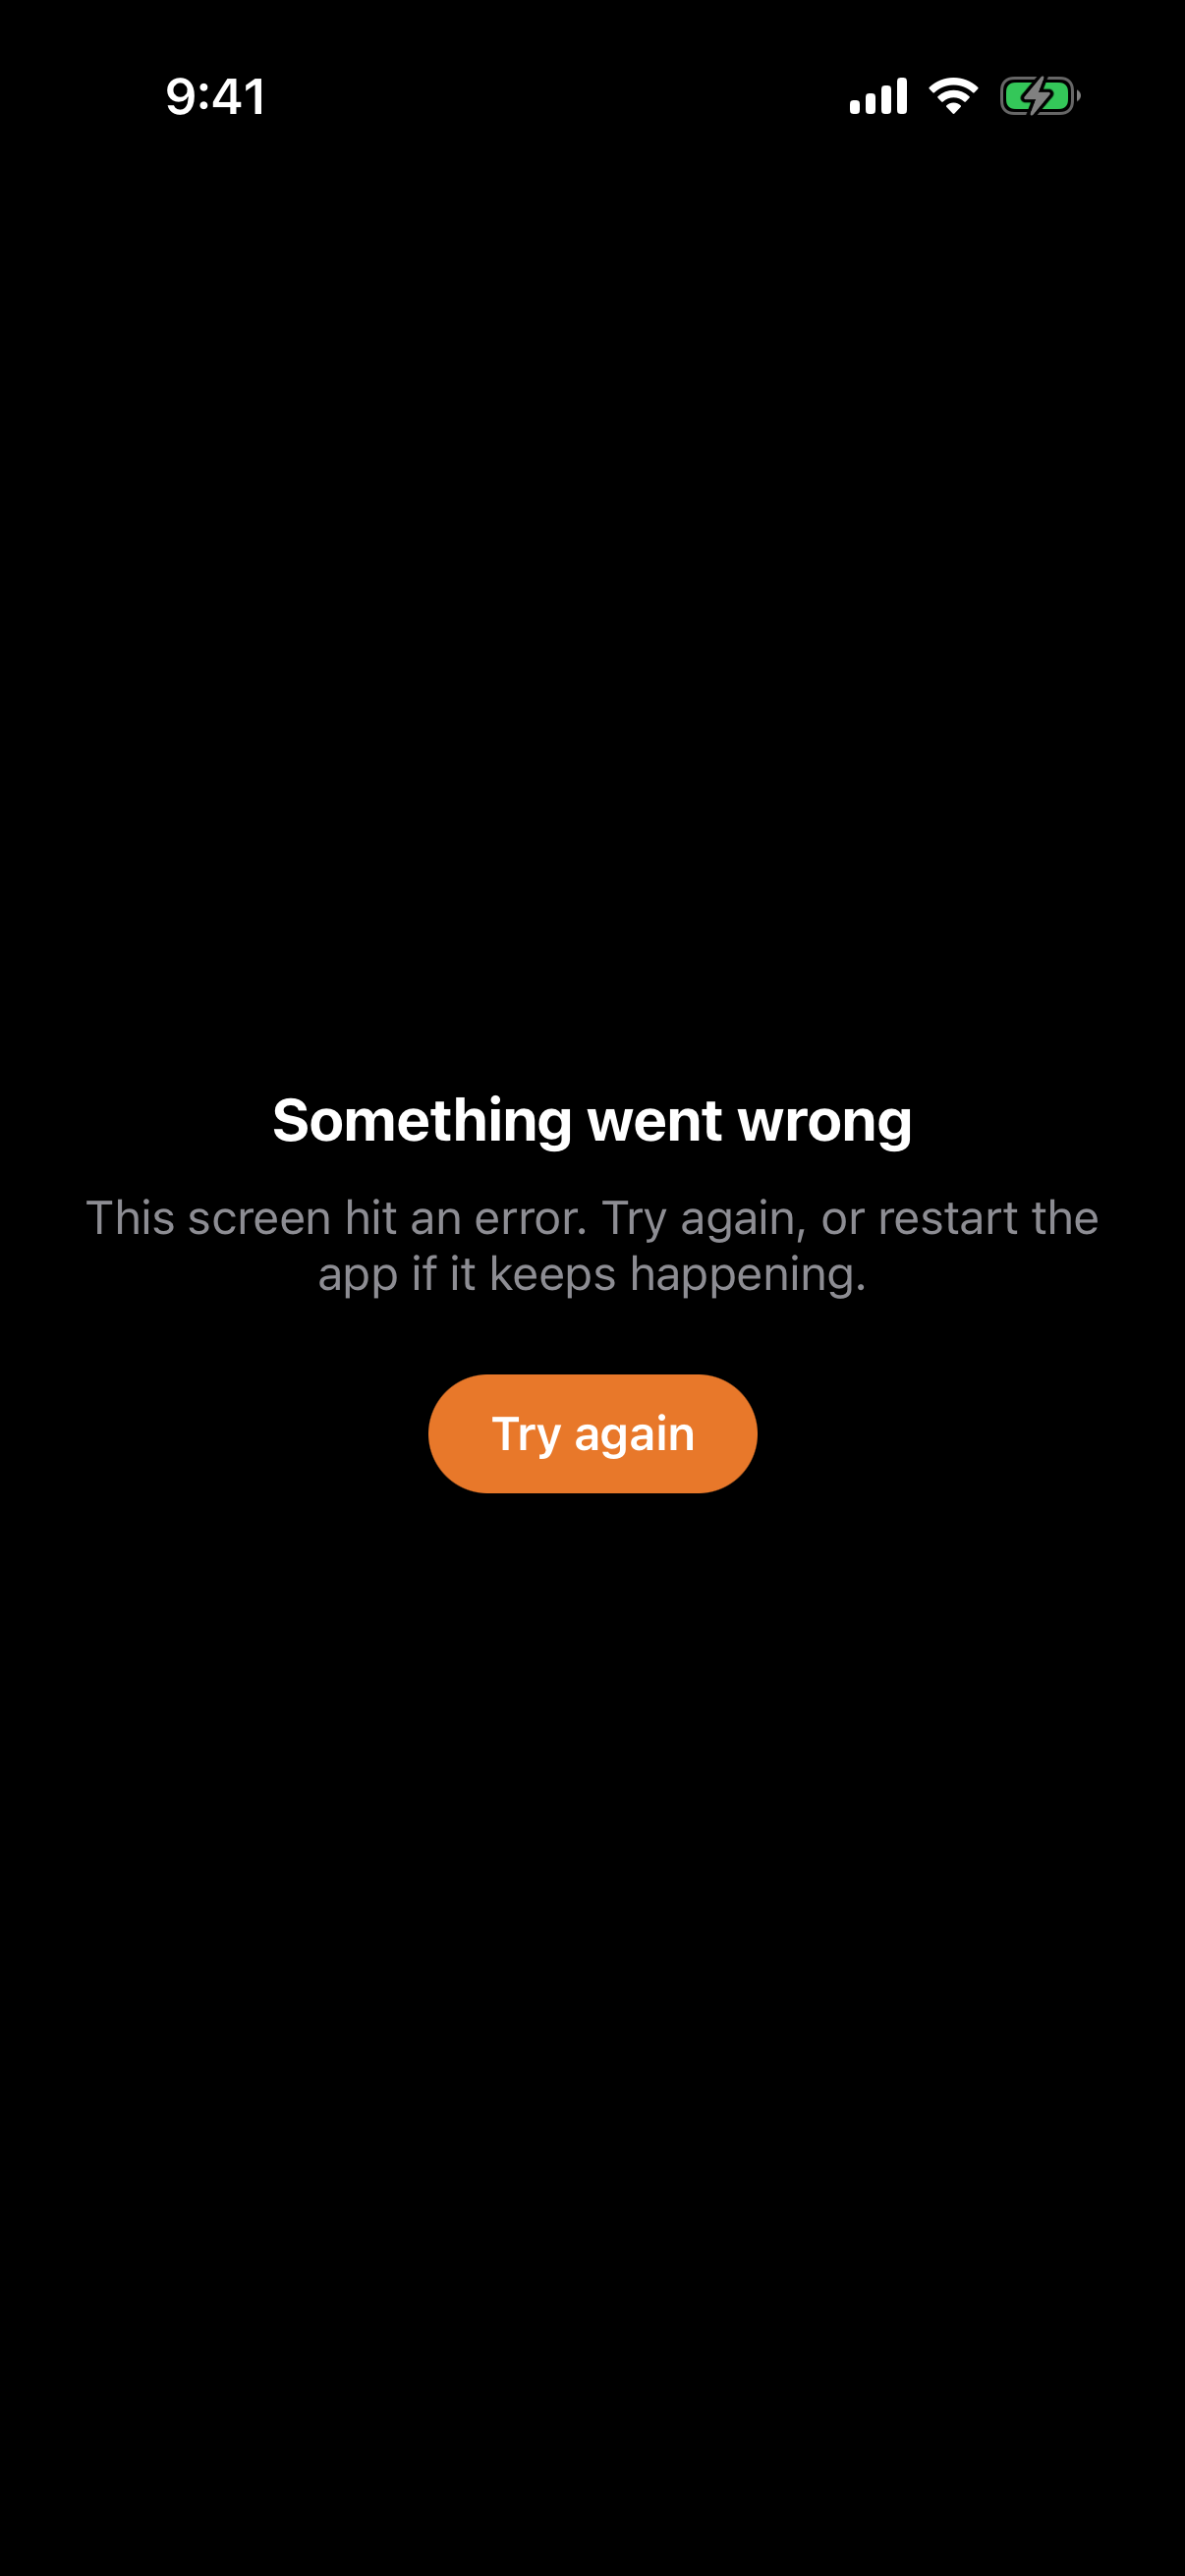 9:41
Something went wrong
This screen hit an error. Try again, or restart the
app if it keeps happening.
Try again